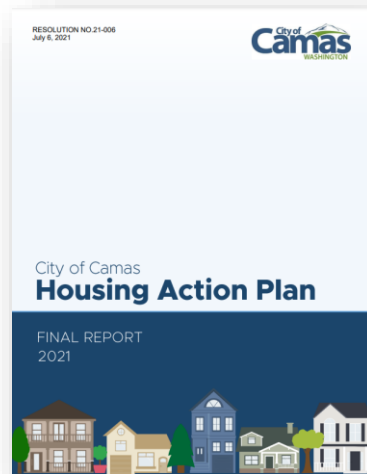 RESOLUTION NO.21-006
July 6, 2021
City of
Camas
WASHINGTON
City of Camas
Housing Action Plan
FINAL REPORT
2021